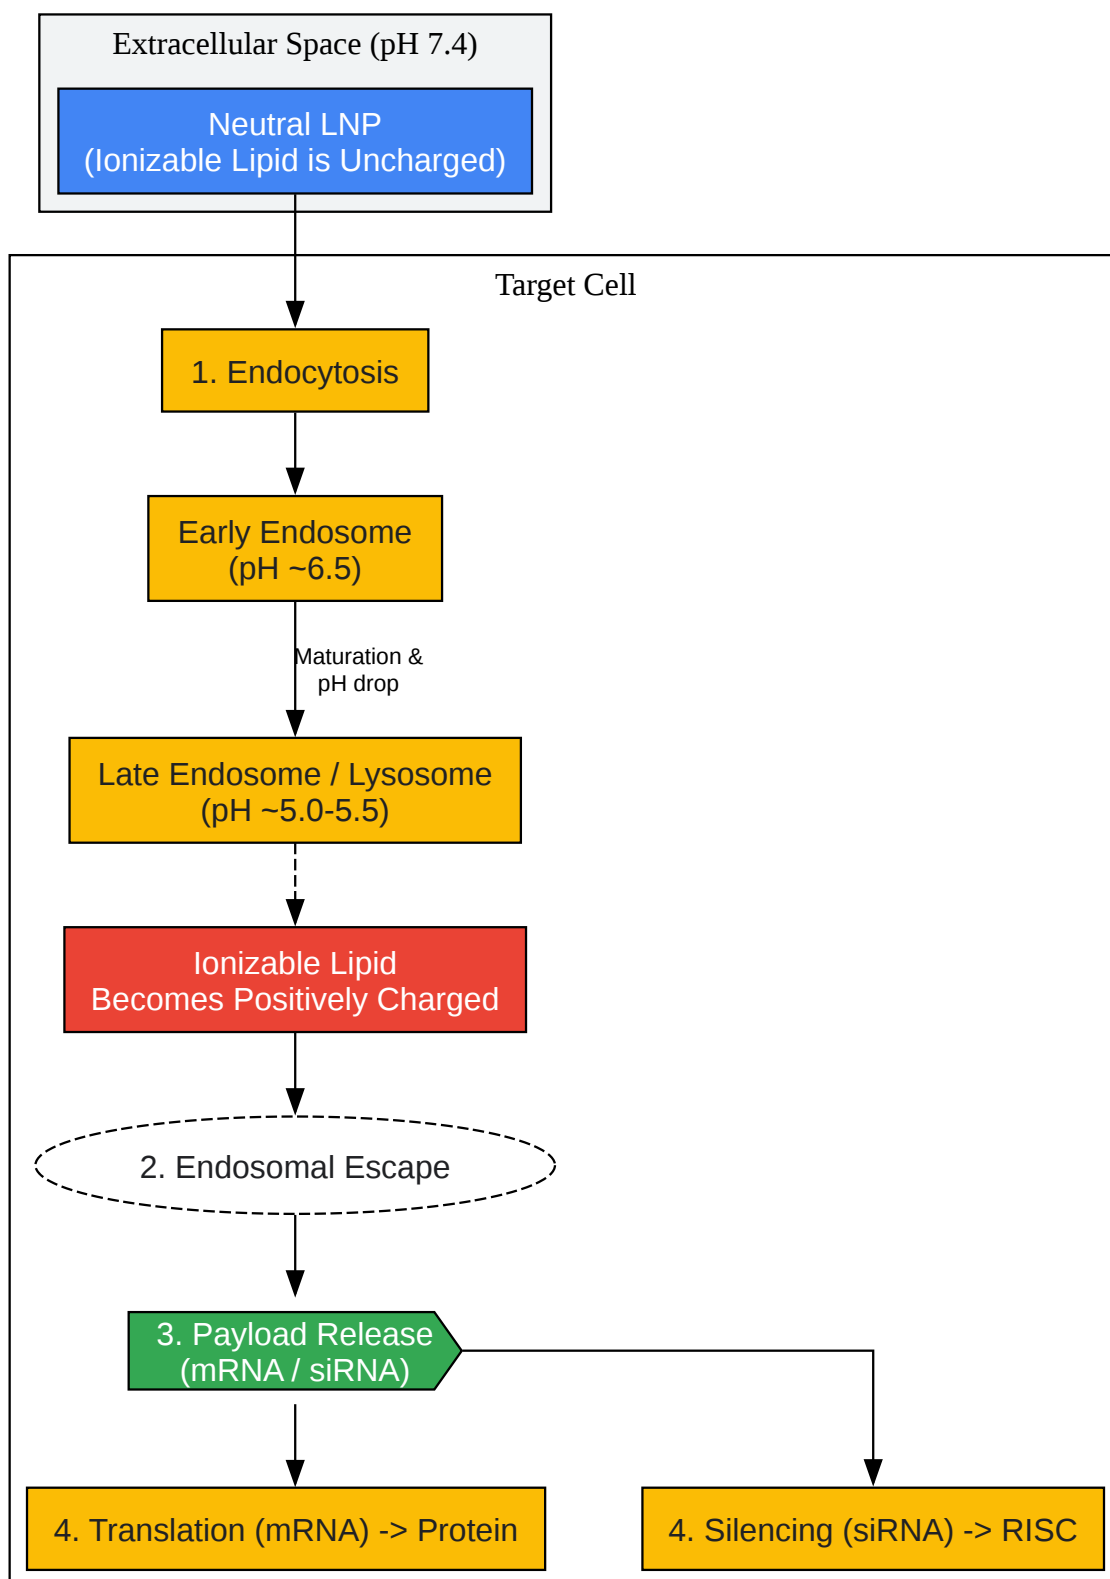 Extracellular Space (pH 7.4)
Neutral LNP
(Ionizable Lipid is Uncharged)
Target Cell
1. Endocytosis
Early Endosome
(pH ~6.5)
Maturation &
pH drop
Late Endosome / Lysosome
(pH ~5.0-5.5)
Ionizable Lipid
Becomes Positively Charged
2. Endosomal Escape
3. Payload Release
(mRNA / siRNA)
4. Translation (mRNA) -> Protein
4. Silencing (siRNA) -> RISC